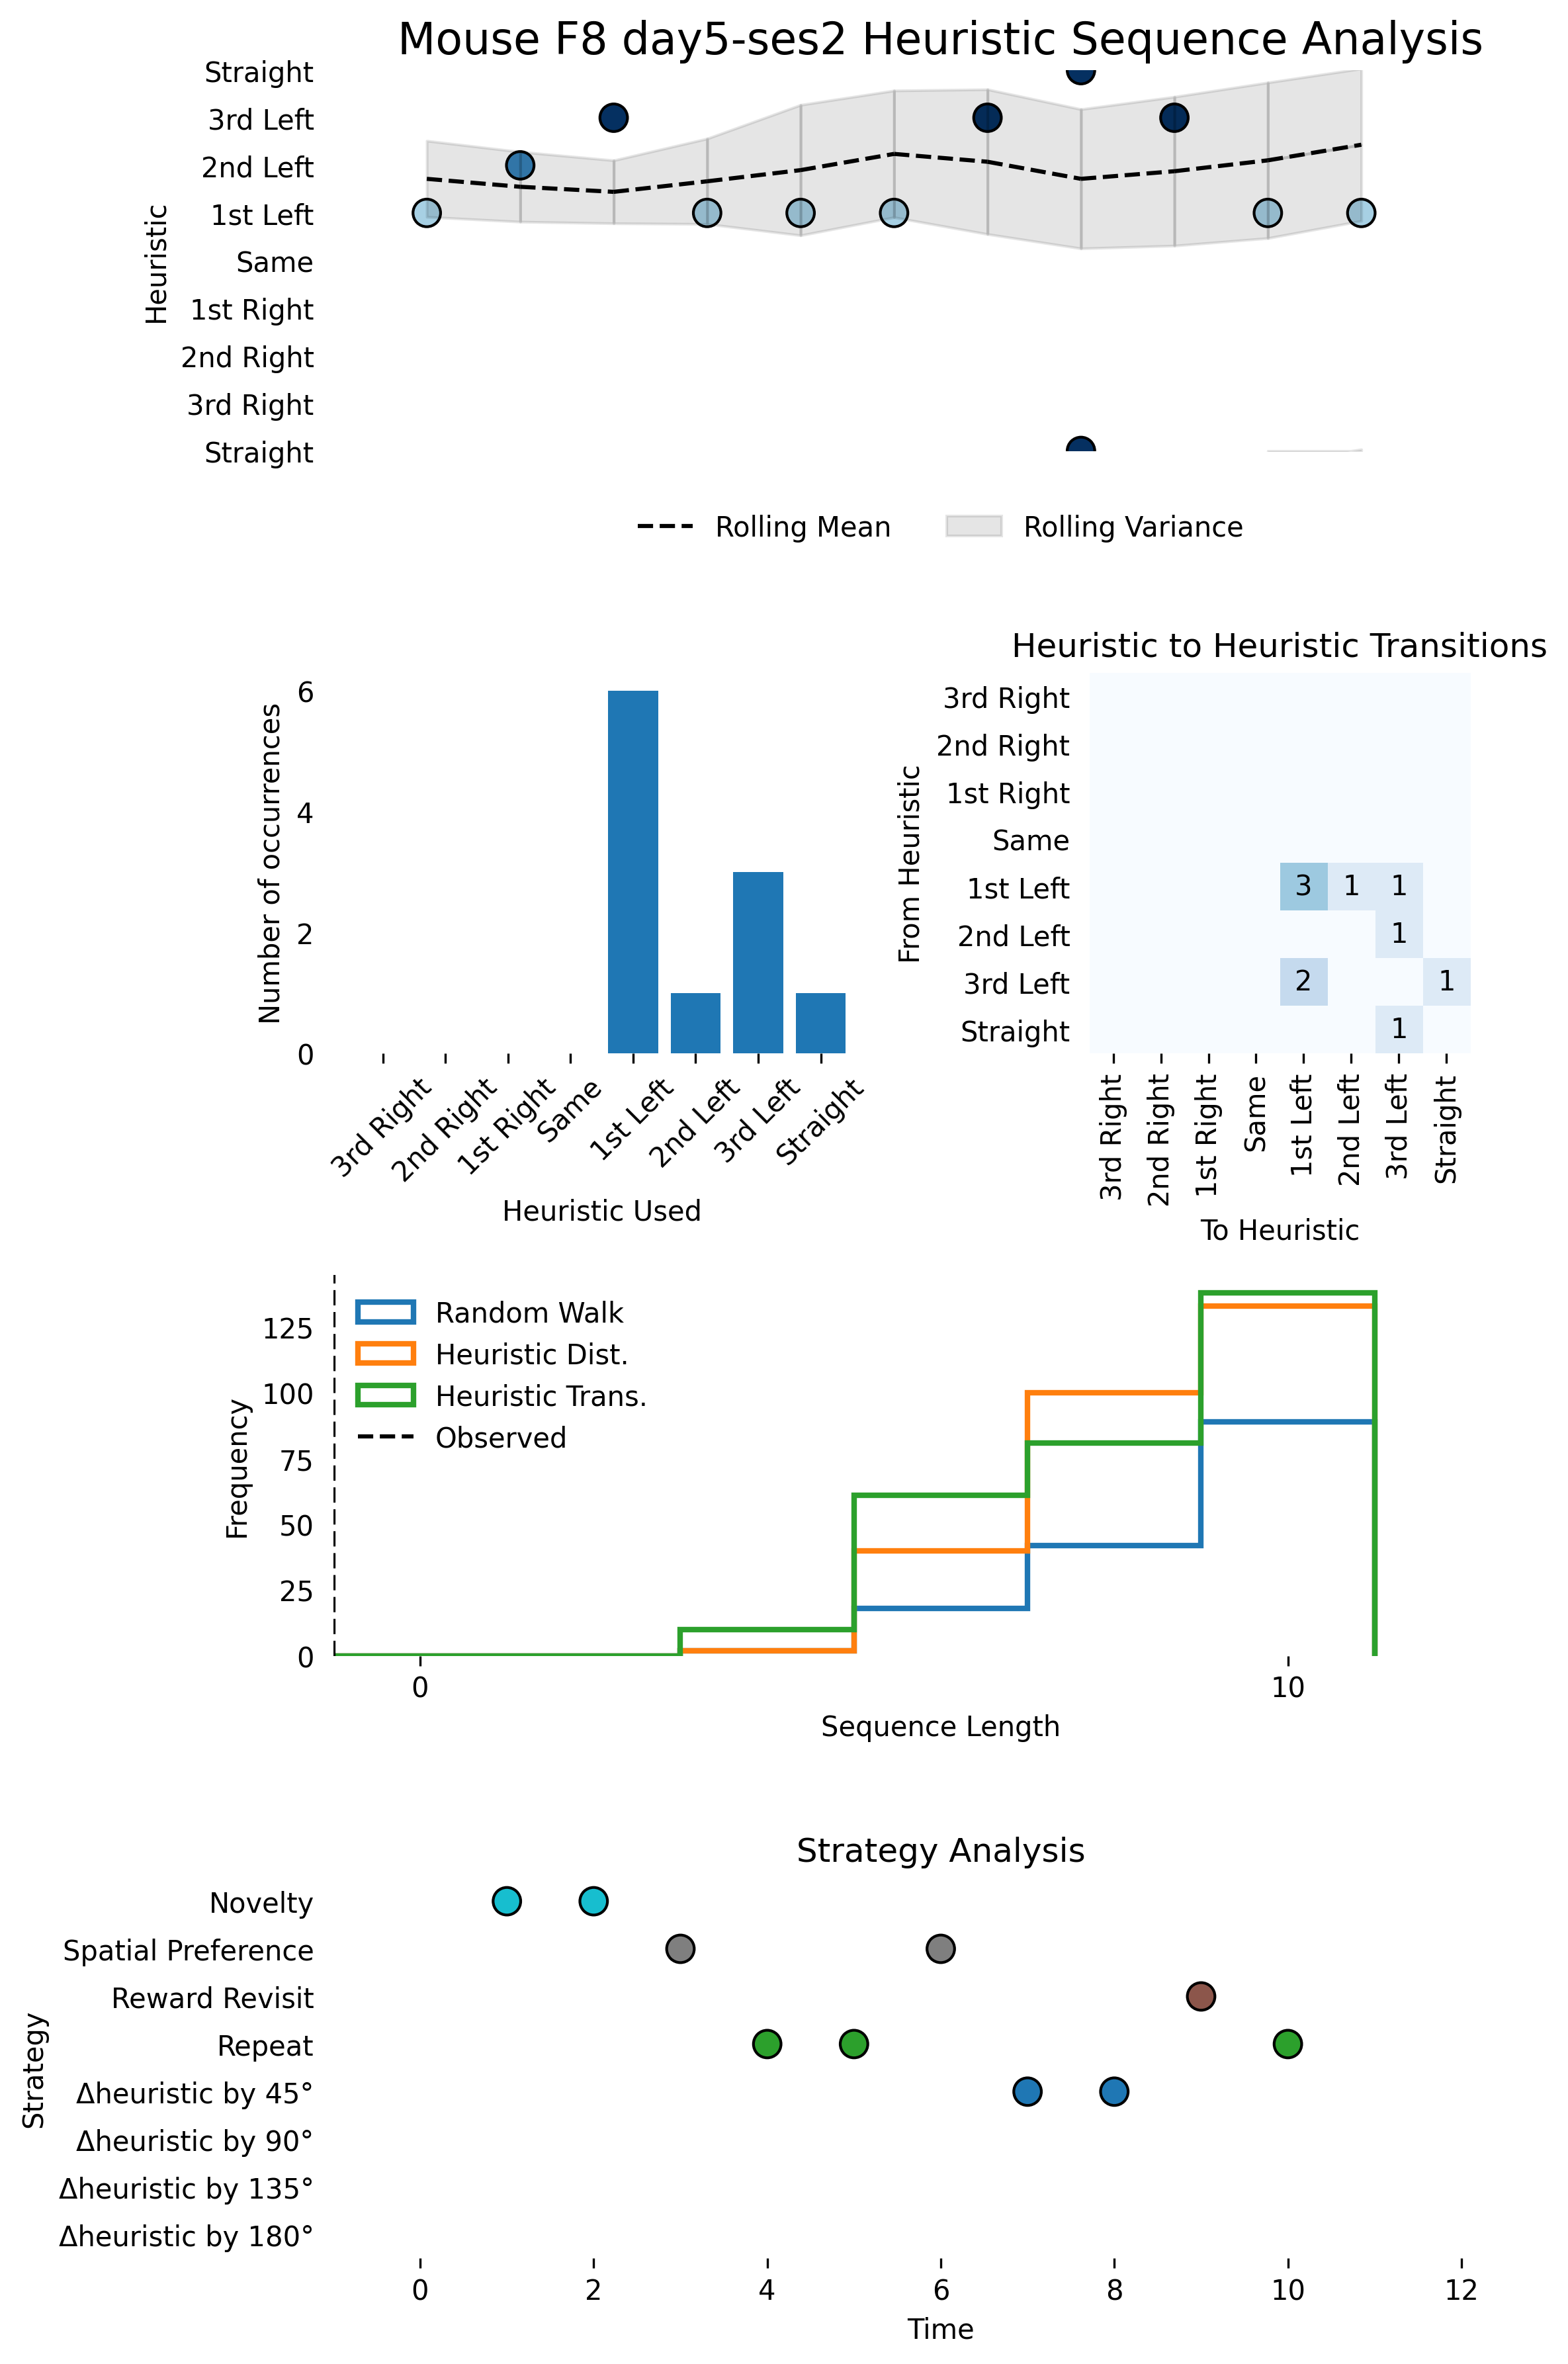 Mouse F8 day5-ses2 Heuristic Sequence Analysis
Straight
3rd Left
2nd Left
1st Left
Same
1st Right
2nd Right
3rd Right
Straight
Heuristic
Rolling Mean
Rolling Variance
6
4
2
0
Number of occurrences
3rd Right
2nd Right
1st Right
Same
1st Left
2nd Left
3rd Left
Straight
Heuristic Used
Heuristic to Heuristic Transitions
From Heuristic
3rd Right
2nd Right
1st Right
Same
1st Left 3 1 1
2nd Left 1
3rd Left 2 1
Straight 1
3rd Right
2nd Right
1st Right
Same
1st Left
2nd Left
3rd Left
Straight
To Heuristic
Random Walk
Heuristic Dist.
Heuristic Trans.
Observed
125
100
75
50
25
0
Frequency
0 10
Sequence Length
Strategy Analysis
Novelty
Spatial Preference
Reward Revisit
Repeat
Δheuristic by 45°
Δheuristic by 90°
Δheuristic by 135°
Δheuristic by 180°
Strategy
0 2 4 6 8 10 12
Time